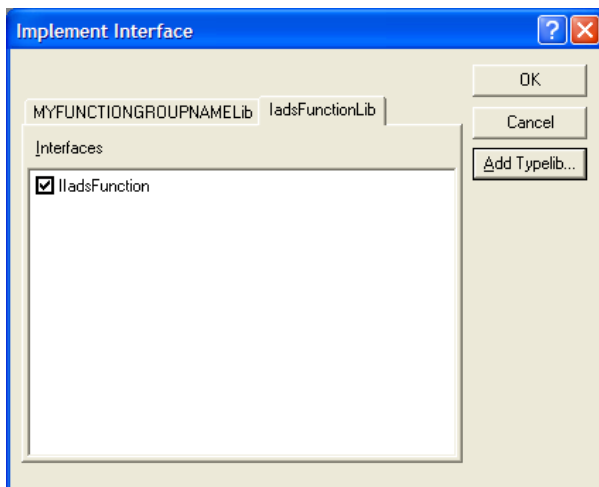 Implement Interface
OK
MYFUNCTIONGROUPNAMELib IadsFunctionLib
Cancel
Interfaces
Add Typelib...
IIadsFunction